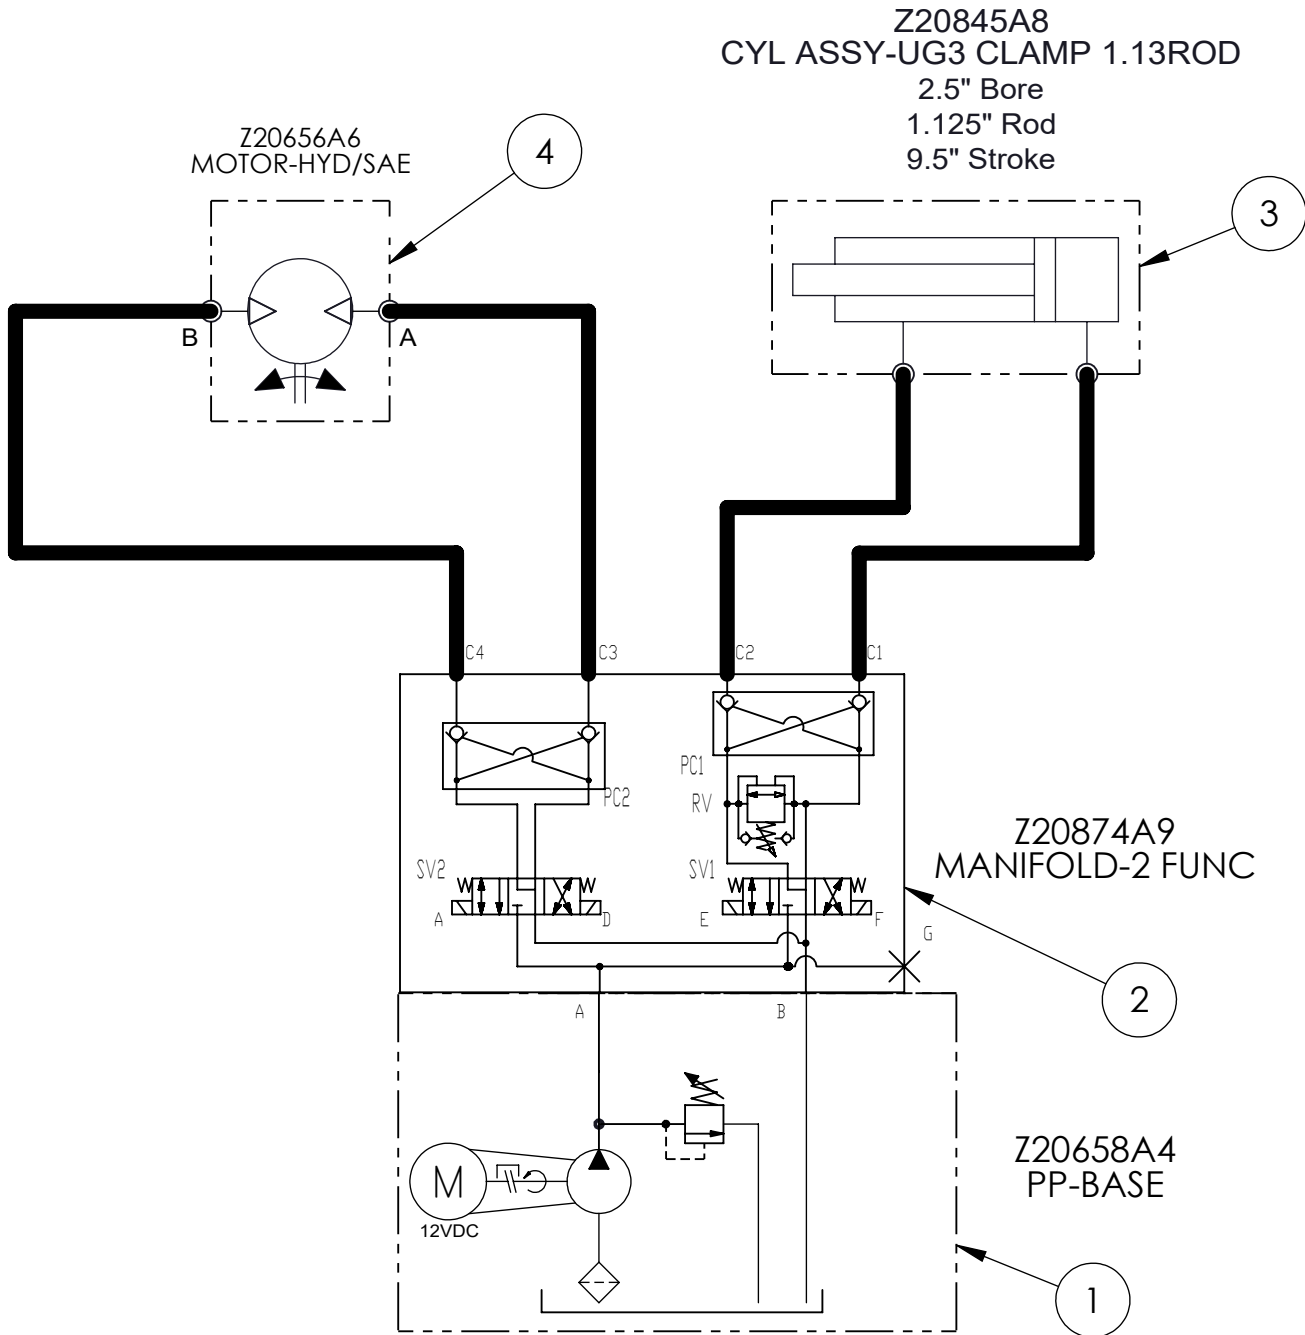 Z20845A8
CYL ASSY-UG3 CLAMP 1.13ROD
2.5" Bore
1.125" Rod
9.5" Stroke
Z20656A6
MOTOR-HYD/SAE
4
3
B
A
C4
C3
C2
C1
PC1
PC2
RV
Z20874A9
MANIFOLD-2 FUNC
SV2
SV1
A
D
E
F
G
2
A
B
Z20658A4
PP-BASE
M
12VDC
1